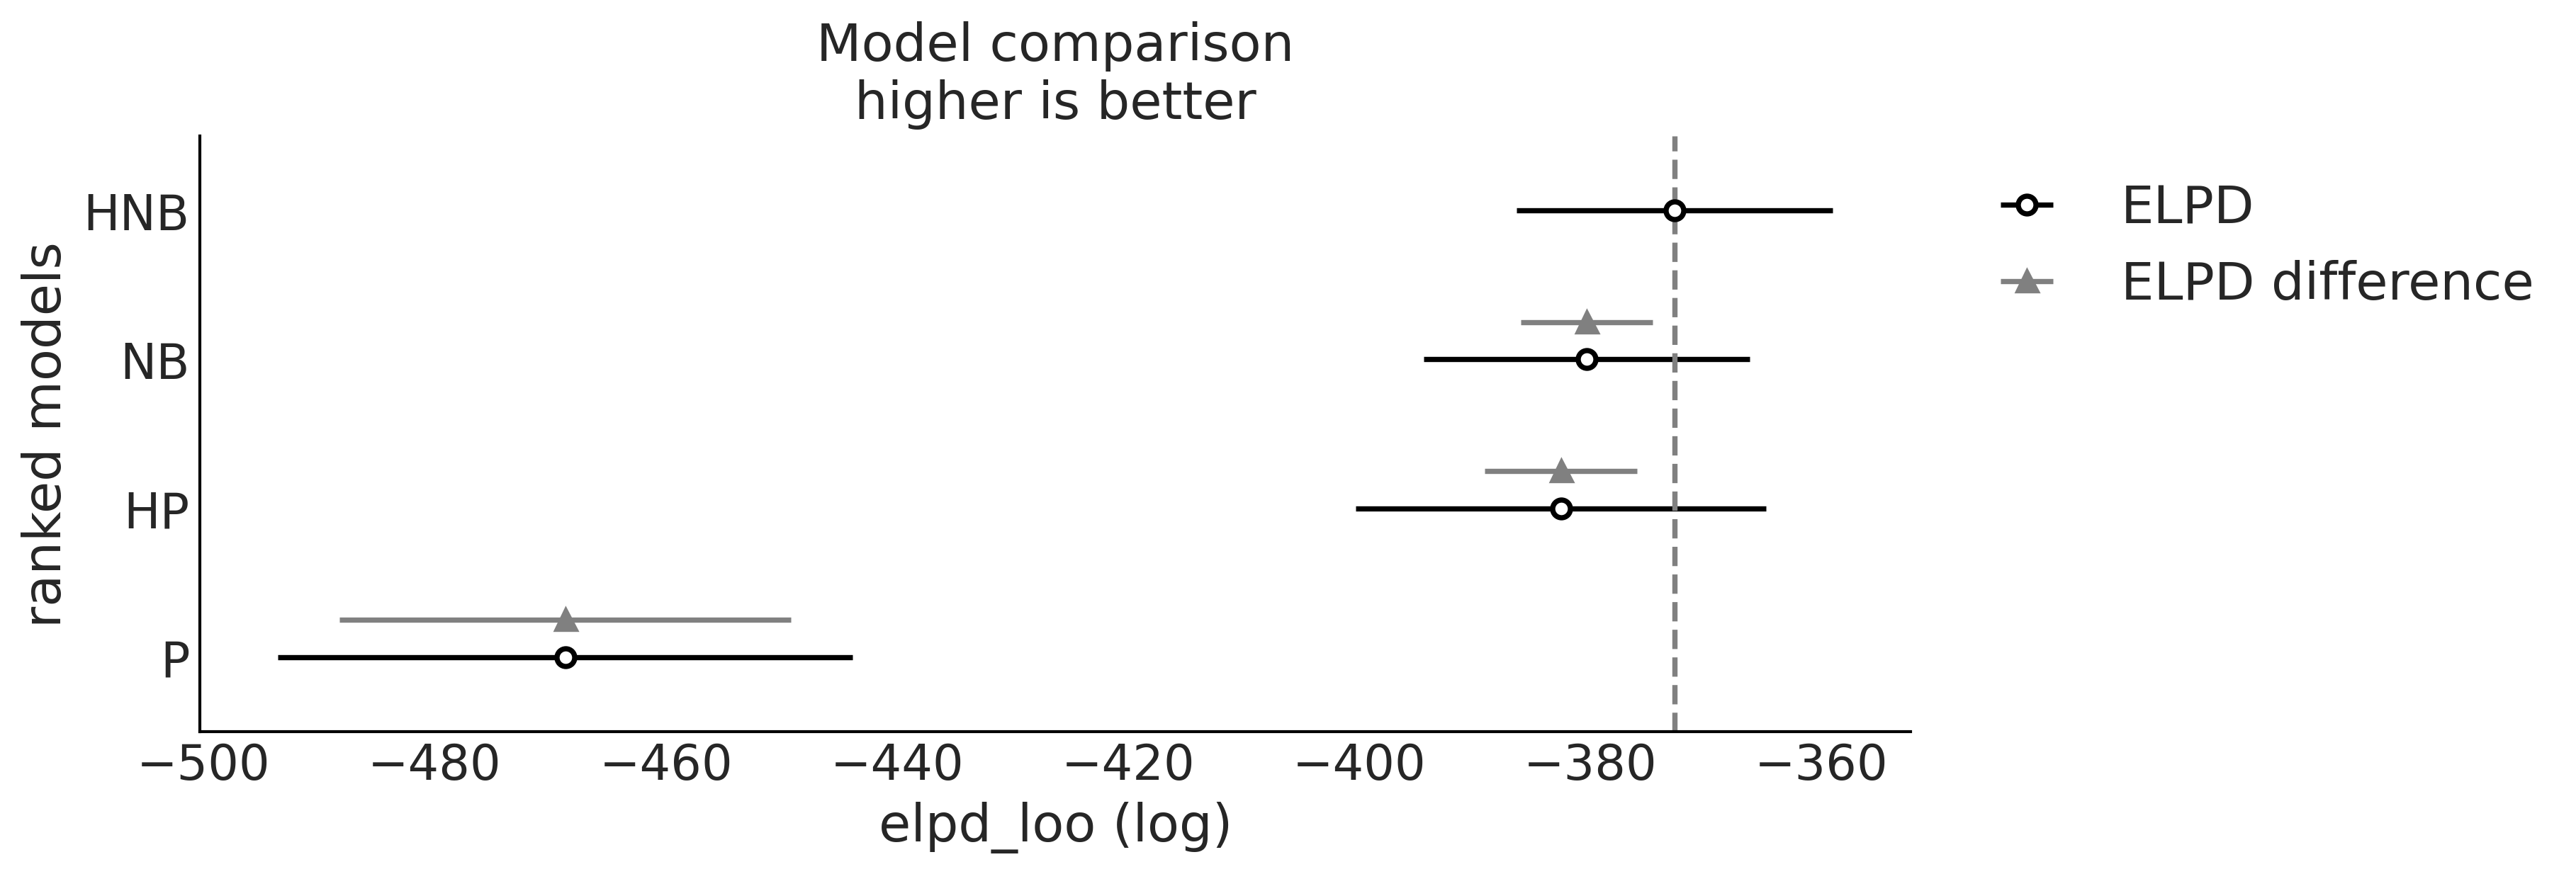 Model comparison
higher is better
ranked models
HNB
NB
HP
P
−500 −480 −460 −440 −420 −400 −380 −360
elpd_loo (log)
ELPD
ELPD difference